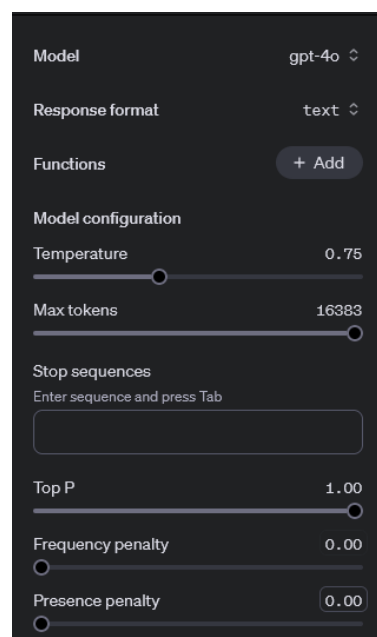 Model gpt-4o
Response format text
Functions + Add
Model configuration
Temperature 0.75
Max tokens 16383
Stop sequences
Enter sequence and press Tab
Top P 1.00
Frequency penalty 0.00
Presence penalty 0.00